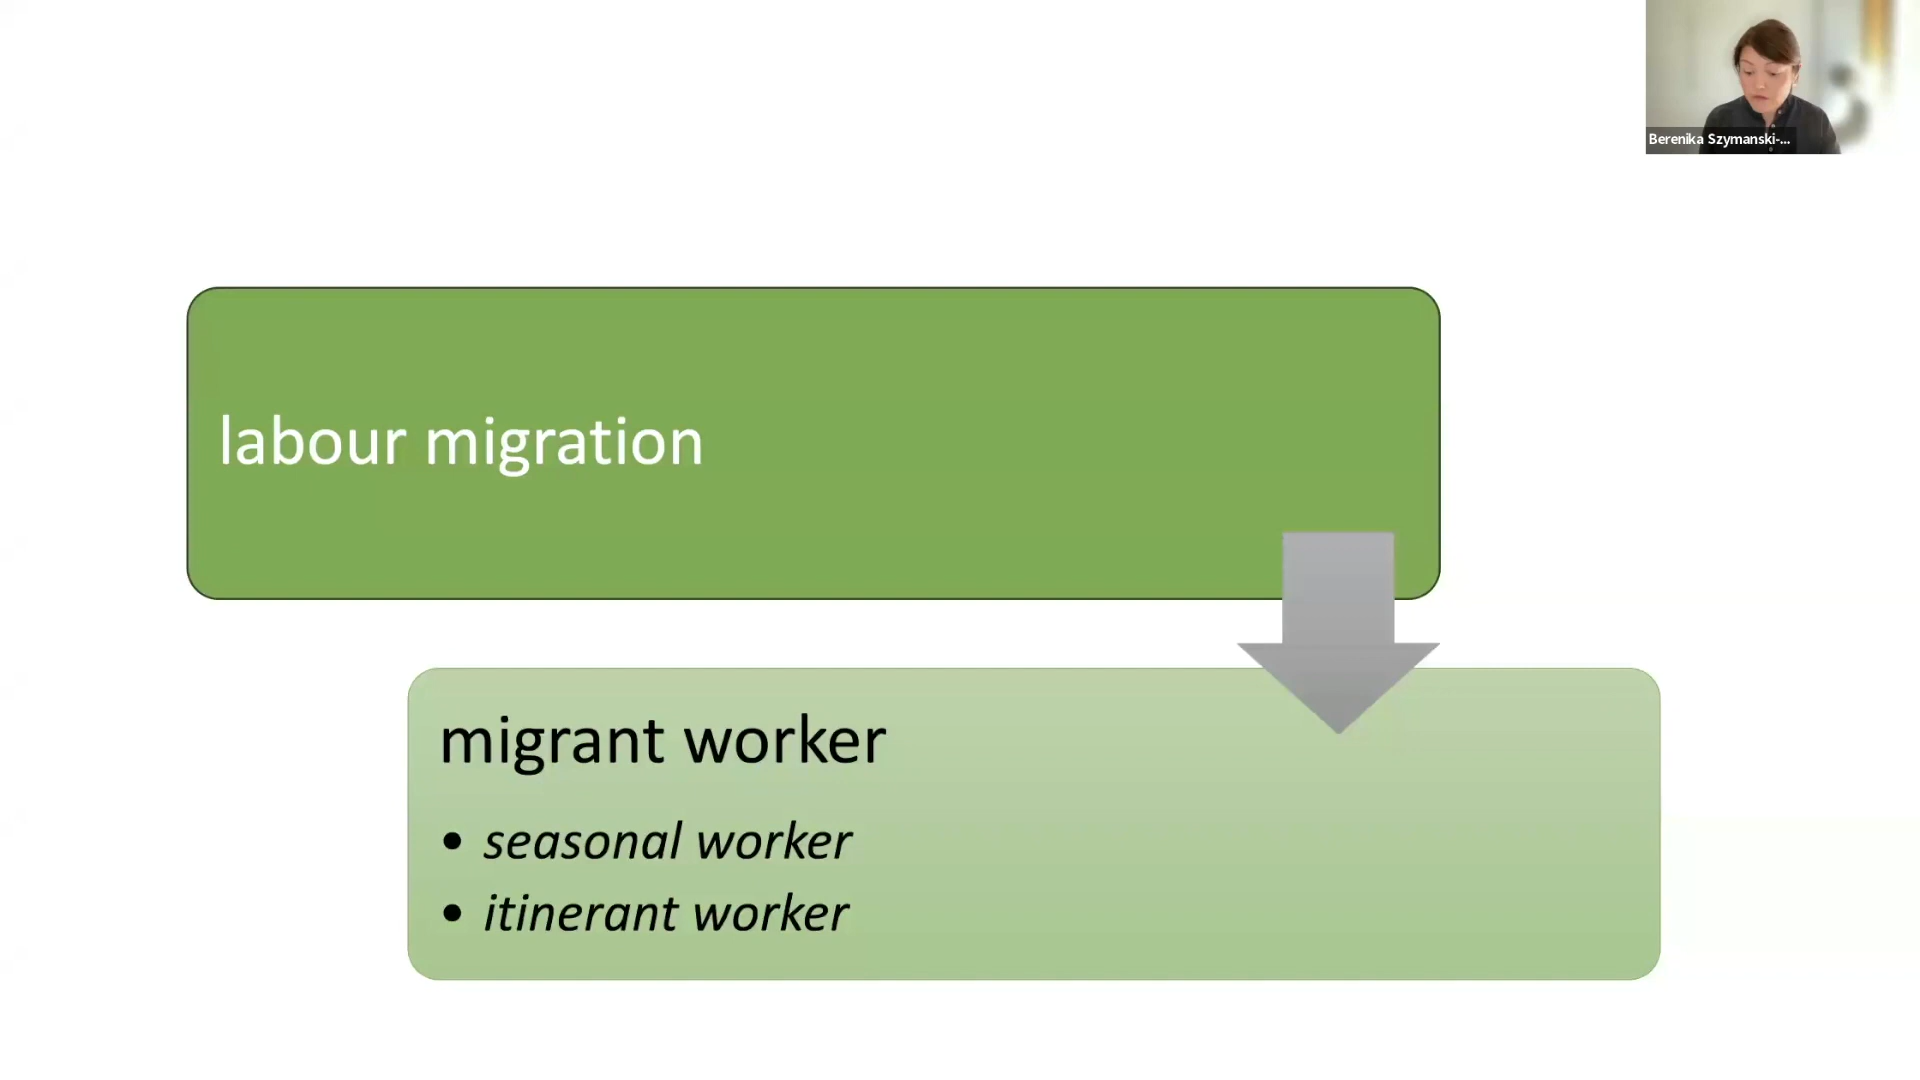 Berenika Szymanski-...
labour migration
migrant worker
• seasonal worker
• itinerant worker